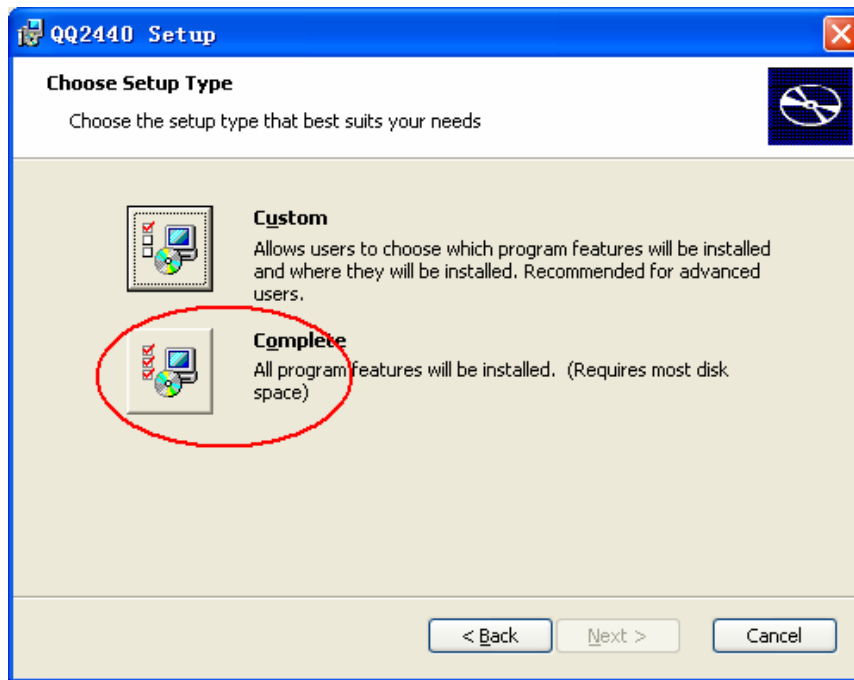 QQ2440 Setup
Choose Setup Type
Choose the setup type that best suits your needs
Custom
Allows users to choose which program features will be installed
and where they will be installed. Recommended for advanced
users.
Complete
All program features will be installed. (Requires most disk
space)
< Back
Next >
Cancel